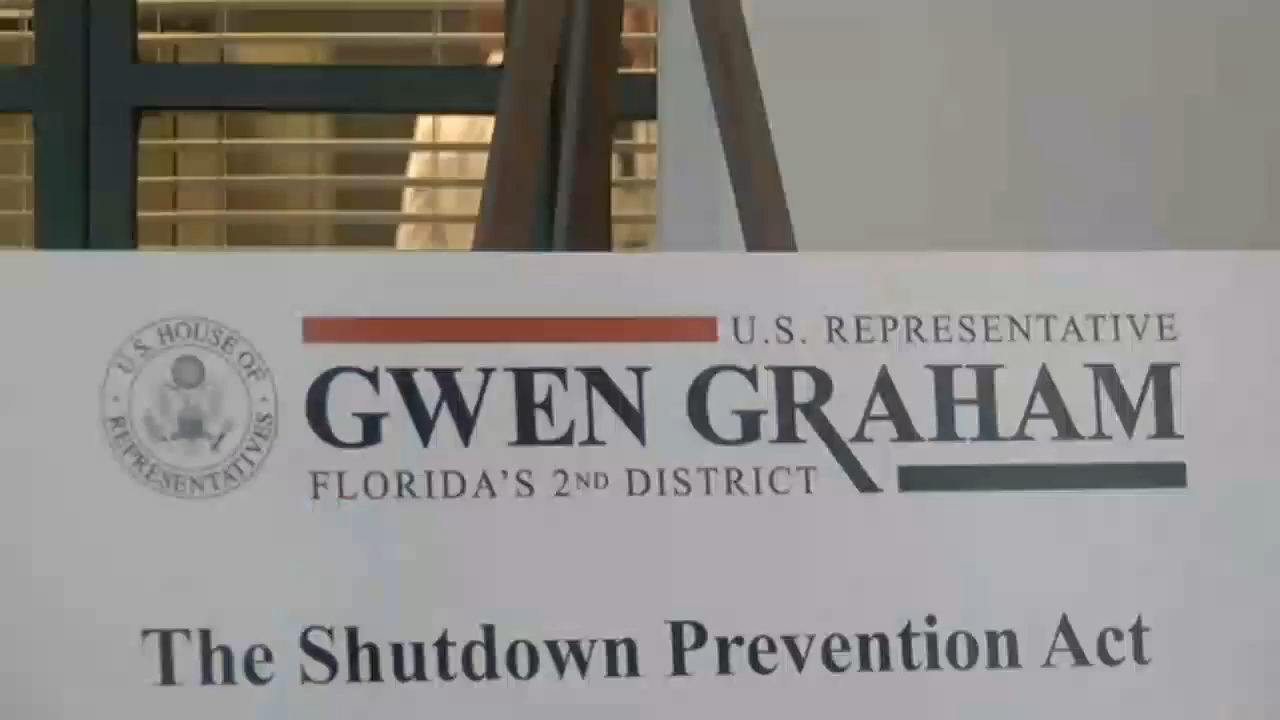 U.S. HOUSE OF REPRESENTATIVES
U.S. REPRESENTATIVE
GWEN GRAHAM
FLORIDA'S 2ND DISTRICT
The Shutdown Prevention Act